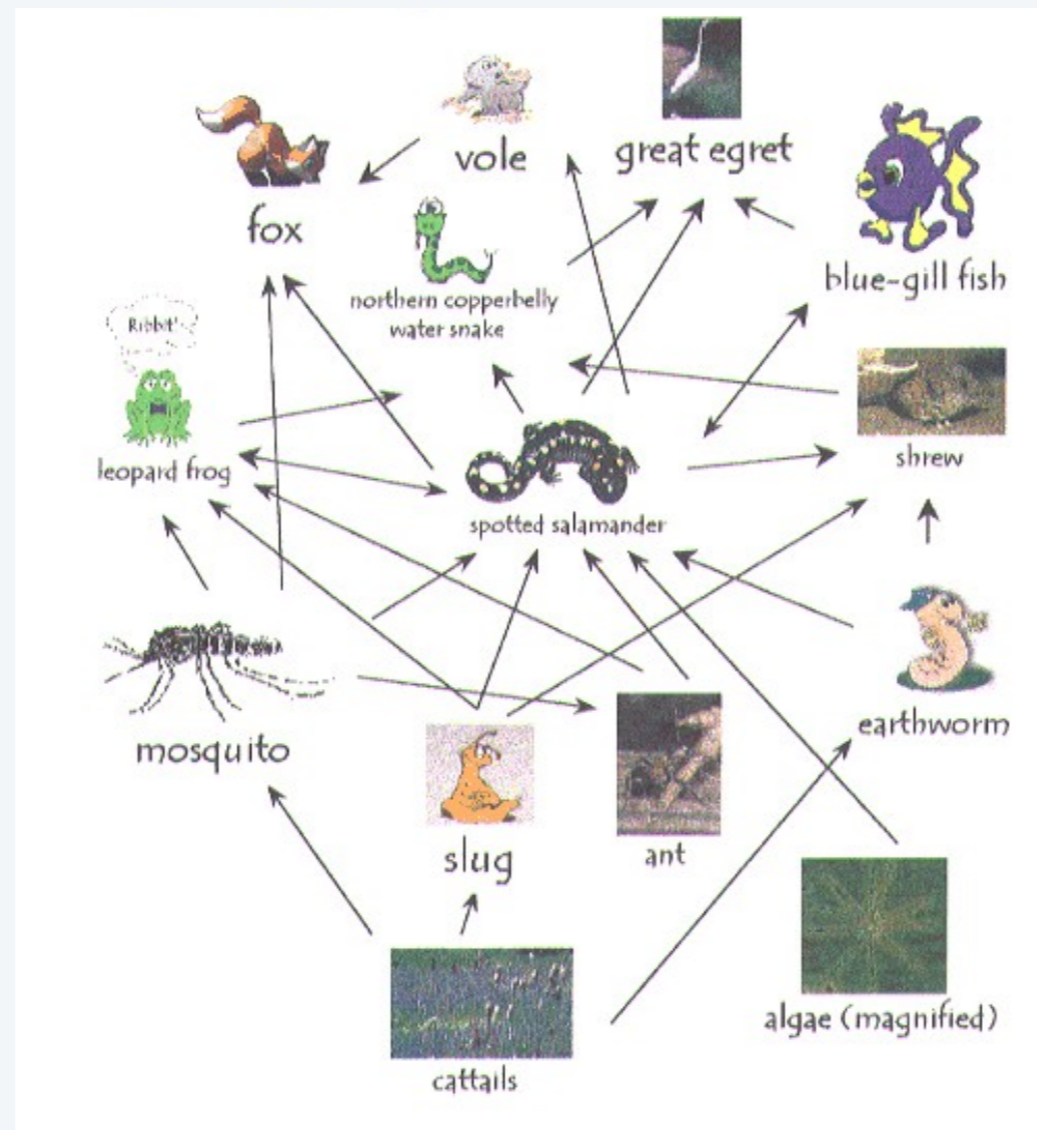 vole
great egret
fox
blue-gill fish
northern copperbelly
water snake
Ribbit!
leopard frog
shrew
spotted salamander
earthworm
mosquito
slug
ant
algae (magnified)
cattails